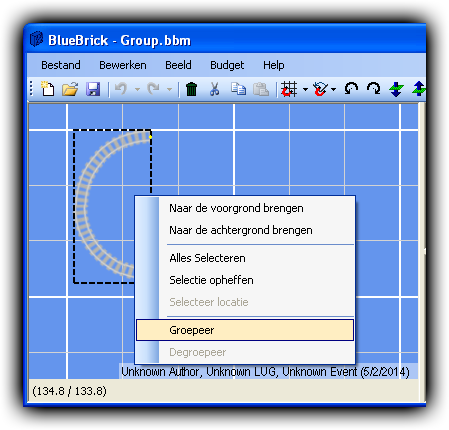 BlueBrick - Group.bbm
Bestand Bewerken Beeld Budget Help
Naar de voorgrond brengen
Naar de achtergrond brengen
Alles Selecteren
Selectie opheffen
Selecteer locatie
Groepeer
Degroepeer
Unknown Author, Unknown LUG, Unknown Event (5/2/2014)
(134.8 / 133.8)